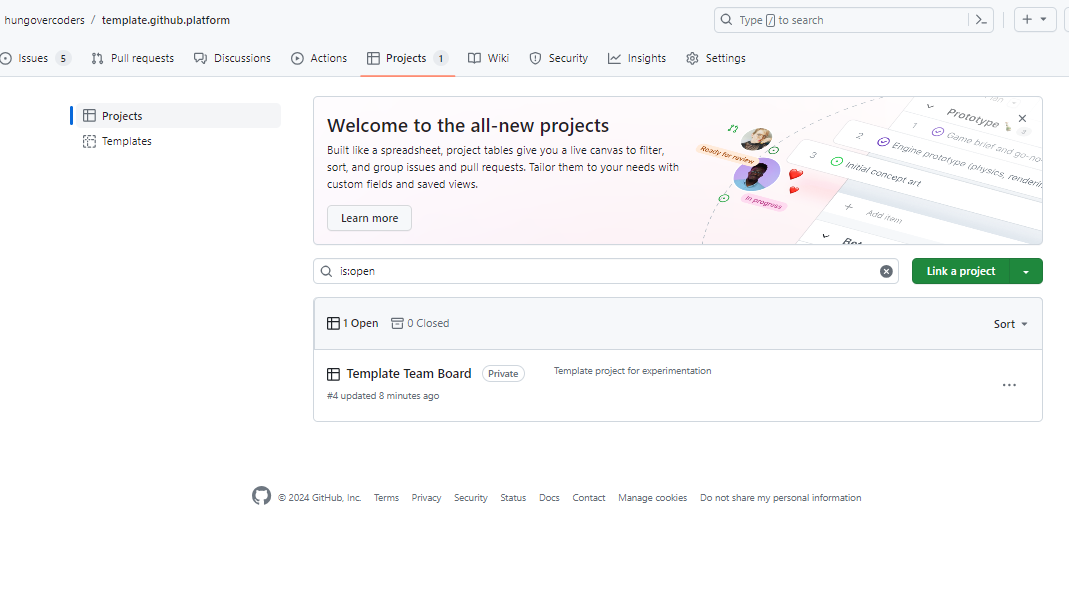 hungovercoders / template.github.platform
Type / to search
Issues 5 Pull requests Discussions Actions Projects 1 Wiki Security Insights Settings
Projects
Templates
Welcome to the all-new projects
Built like a spreadsheet, project tables give you a live canvas to filter,
sort, and group issues and pull requests. Tailor them to your needs with
custom fields and saved views.
Learn more
Ready for review
In progress
Prototype
1 Game brief and go-no
2 Engine prototype (physics, rendering
3 Initial concept art
+ Add item
is:open
Link a project
1 Open 0 Closed
Sort
Template Team Board Private
Template project for experimentation
#4 updated 8 minutes ago
© 2024 GitHub, Inc. Terms Privacy Security Status Docs Contact Manage cookies Do not share my personal information